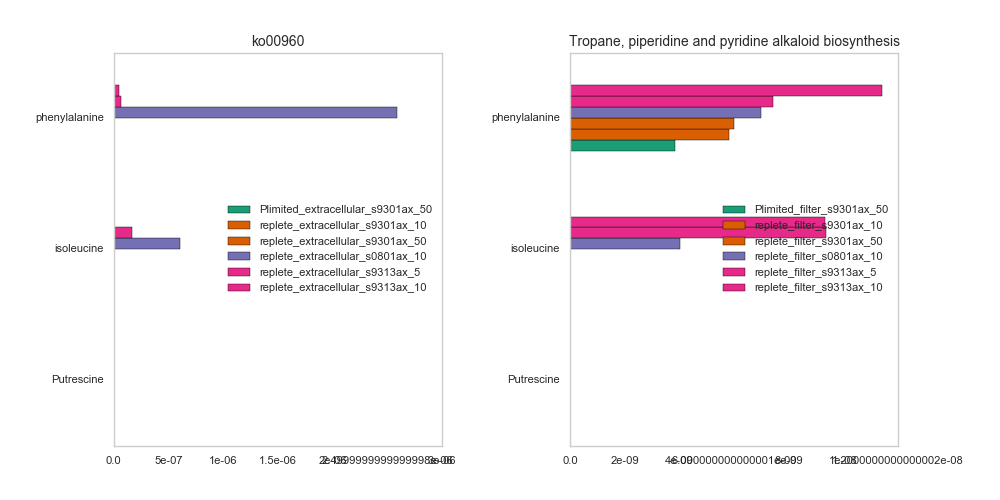 ko00960
phenylalanine
isoleucine
Putrescine
Plimited_extracellular_s9301ax_50
replete_extracellular_s9301ax_10
replete_extracellular_s9301ax_50
replete_extracellular_s0801ax_10
replete_extracellular_s9313ax_5
replete_extracellular_s9313ax_10
0.0 5e-07 1e-06 1.5e-06
Tropane, piperidine and pyridine alkaloid biosynthesis
phenylalanine
isoleucine
Putrescine
Plimited_filter_s9301ax_50
replete_filter_s9301ax_10
replete_filter_s9301ax_50
replete_filter_s0801ax_10
replete_filter_s9313ax_5
replete_filter_s9313ax_10
0.0 2e-09